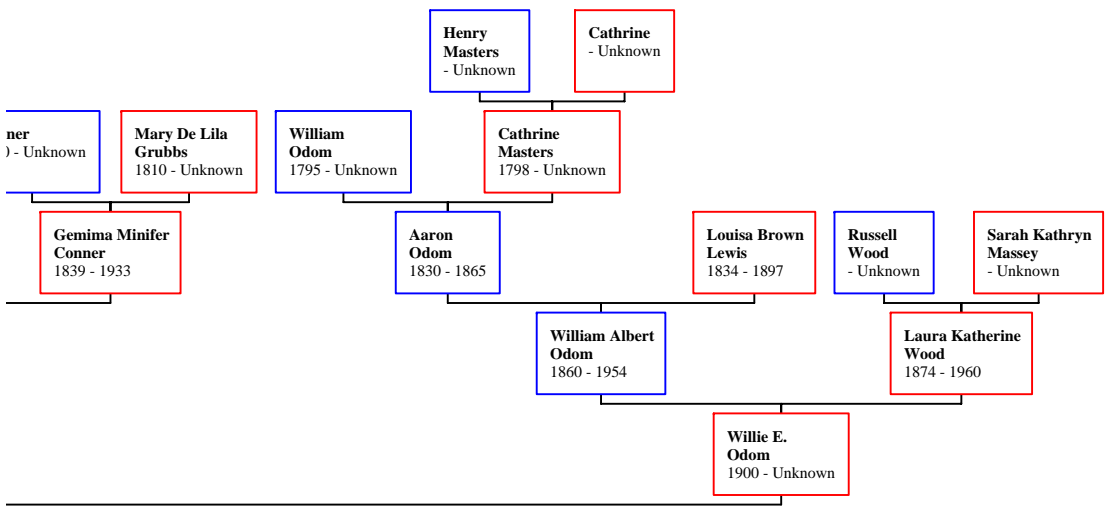 Henry
Masters
- Unknown
Cathrine
- Unknown
ner
0 - Unknown
Mary De Lila
Grubbs
1810 - Unknown
William
Odom
1795 - Unknown
Cathrine
Masters
1798 - Unknown
Gemima Minifer
Conner
1839 - 1933
Aaron
Odom
1830 - 1865
Louisa Brown
Lewis
1834 - 1897
Russell
Wood
- Unknown
Sarah Kathryn
Massey
- Unknown
William Albert
Odom
1860 - 1954
Laura Katherine
Wood
1874 - 1960
Willie E.
Odom
1900 - Unknown